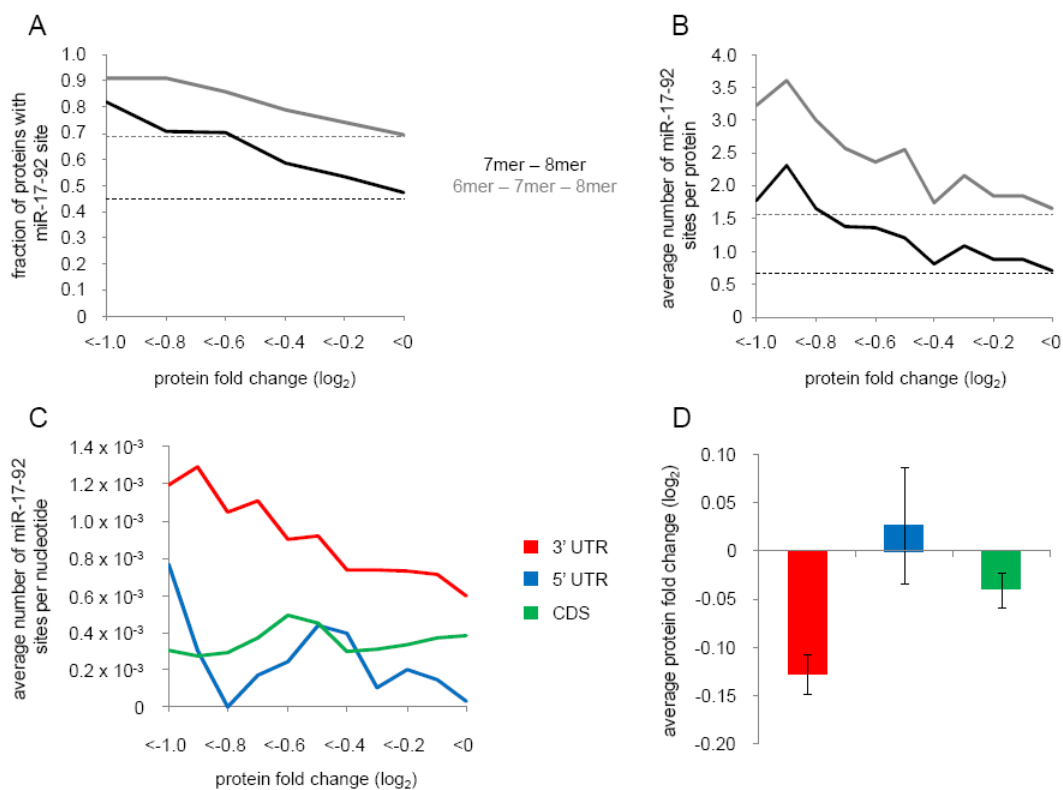 A
fraction of proteins with
miR-17-92 site
1
0.9
0.8
0.7
0.6
0.5
0.4
0.3
0.2
0.1
0
<-1.0 <-0.8 <-0.6 <-0.4 <-0.2 <0
protein fold change (log₂)
7mer – 8mer
6mer – 7mer – 8mer
B
average number of miR-17-92
sites per protein
4.0
3.5
3.0
2.5
2.0
1.5
1.0
0.5
0
<-1.0 <-0.8 <-0.6 <-0.4 <-0.2 <0
protein fold change (log₂)
C
average number of miR-17-92
sites per nucleotide
1.4 x 10⁻³
1.2 x 10⁻³
1.0 x 10⁻³
0.8 x 10⁻³
0.6 x 10⁻³
0.4 x 10⁻³
0.2 x 10⁻³
0
<-1.0 <-0.8 <-0.6 <-0.4 <-0.2 <0
protein fold change (log₂)
3' UTR
5' UTR
CDS
D
average protein fold change (log₂)
0.10
0.05
0
-0.05
-0.10
-0.15
-0.20